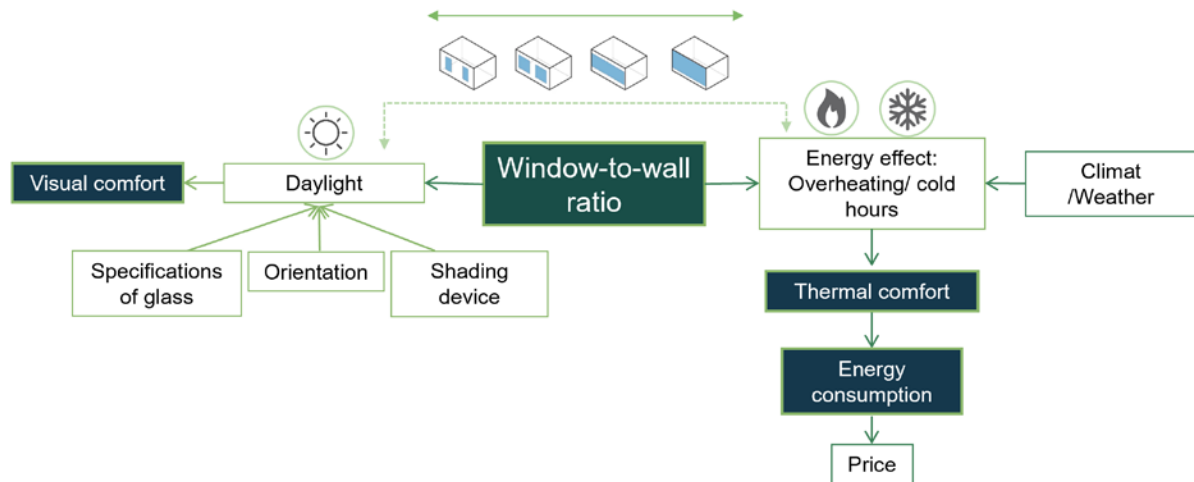 Visual comfort
Daylight
Window-to-wall
ratio
Energy effect:
Overheating/ cold
hours
Climat
/Weather
Specifications
of glass
Orientation
Shading
device
Thermal comfort
Energy
consumption
Price